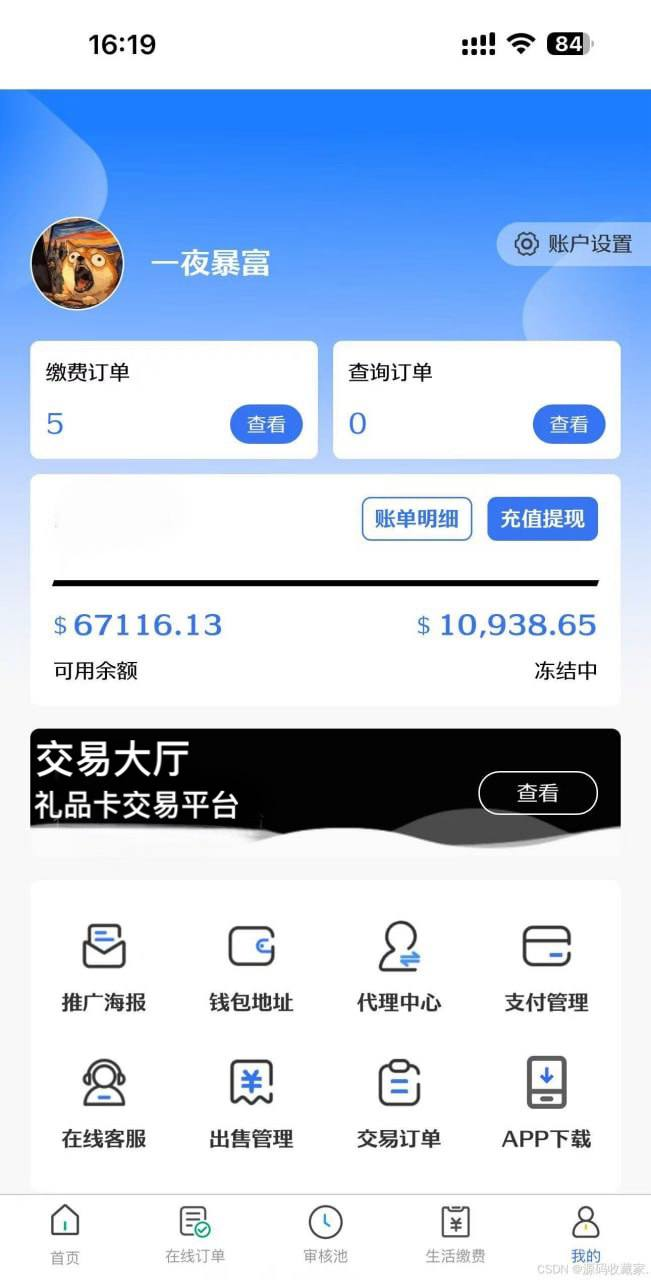 16:19
84
一夜暴富
账户设置
缴费订单
查询订单
5
查看
0
查看
账单明细
充值提现
$ 67116.13
$ 10,938.65
可用余额
冻结中
交易大厅
礼品卡交易平台
查看
推广海报
钱包地址
代理中心
支付管理
在线客服
出售管理
交易订单
APP下载
首页
在线订单
审核池
生活缴费
我的
CSDN @源码收藏家.